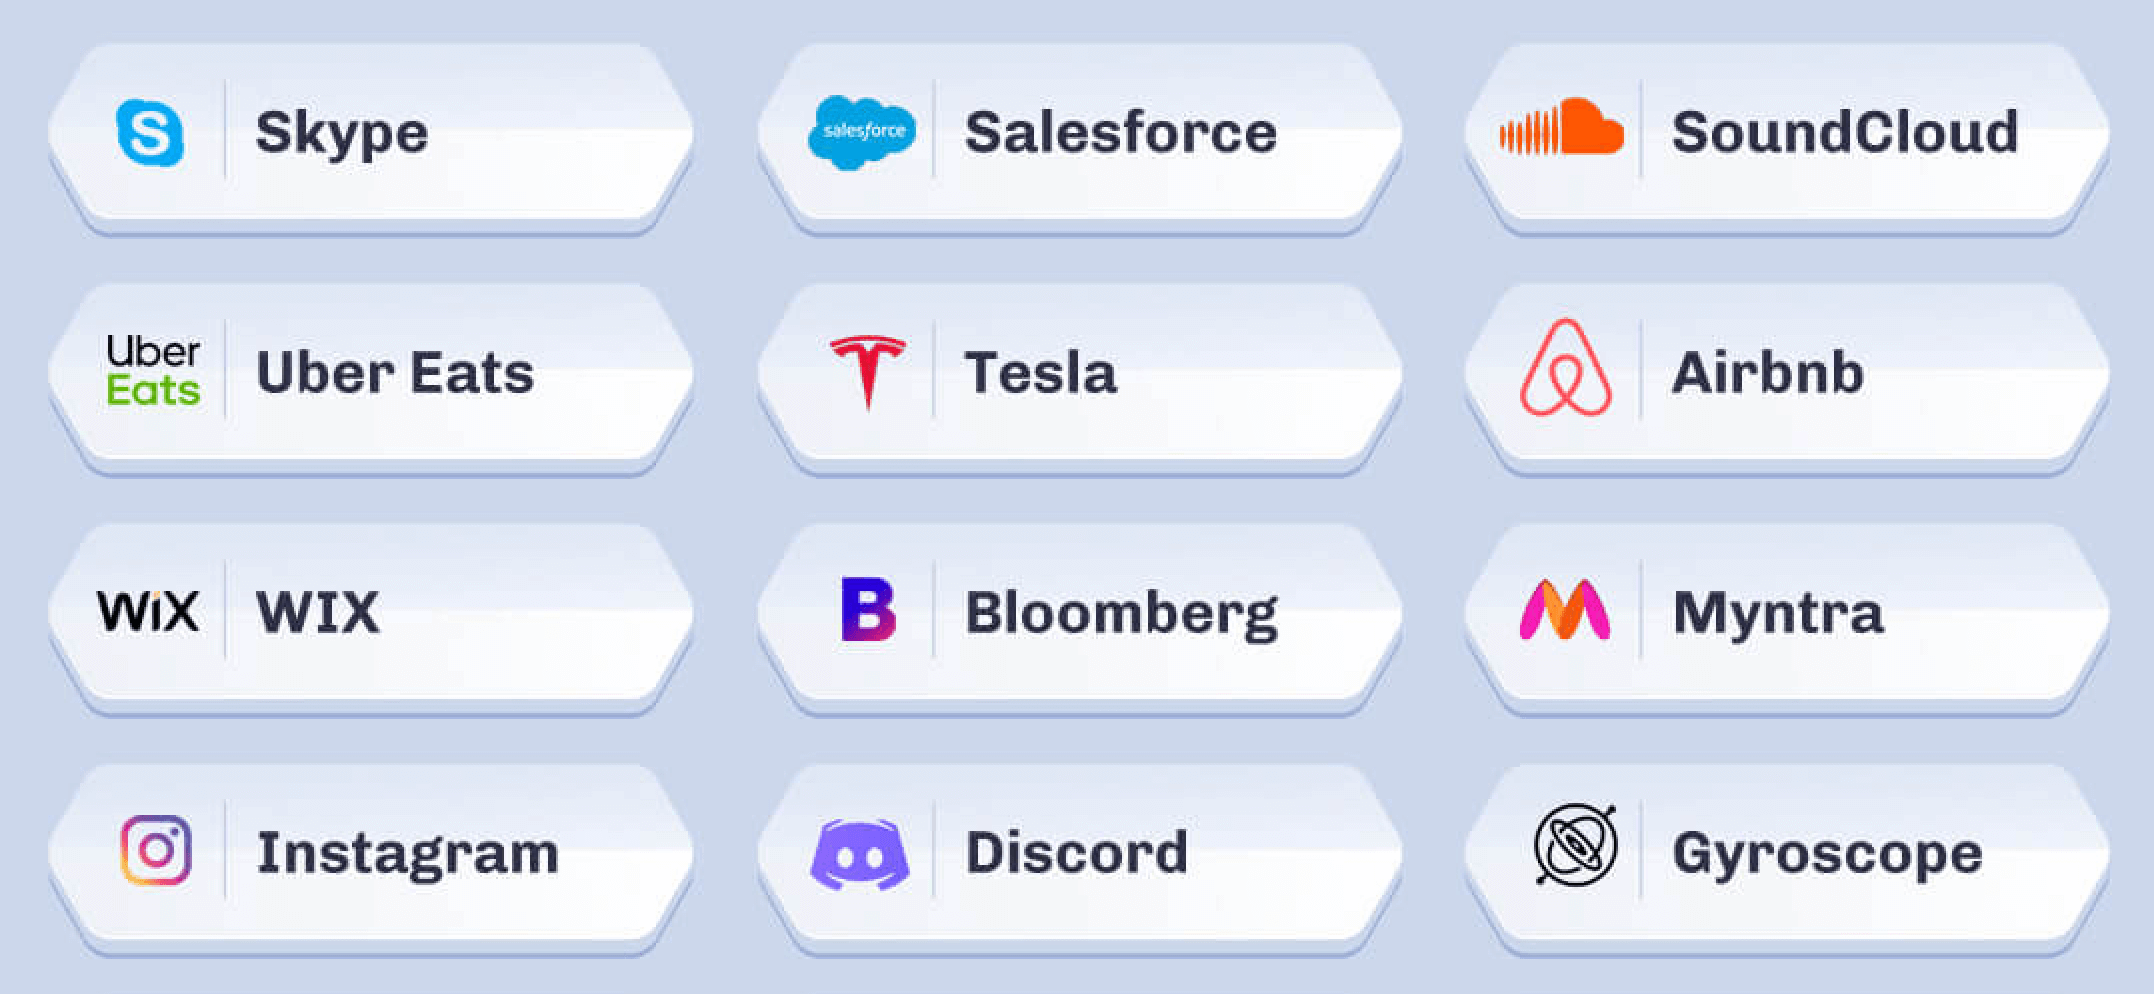 Skype
salesforce
Salesforce
SoundCloud
Uber
Eats
Uber Eats
Tesla
Airbnb
WiX
WIX
B
Bloomberg
Myntra
Instagram
Discord
Gyroscope